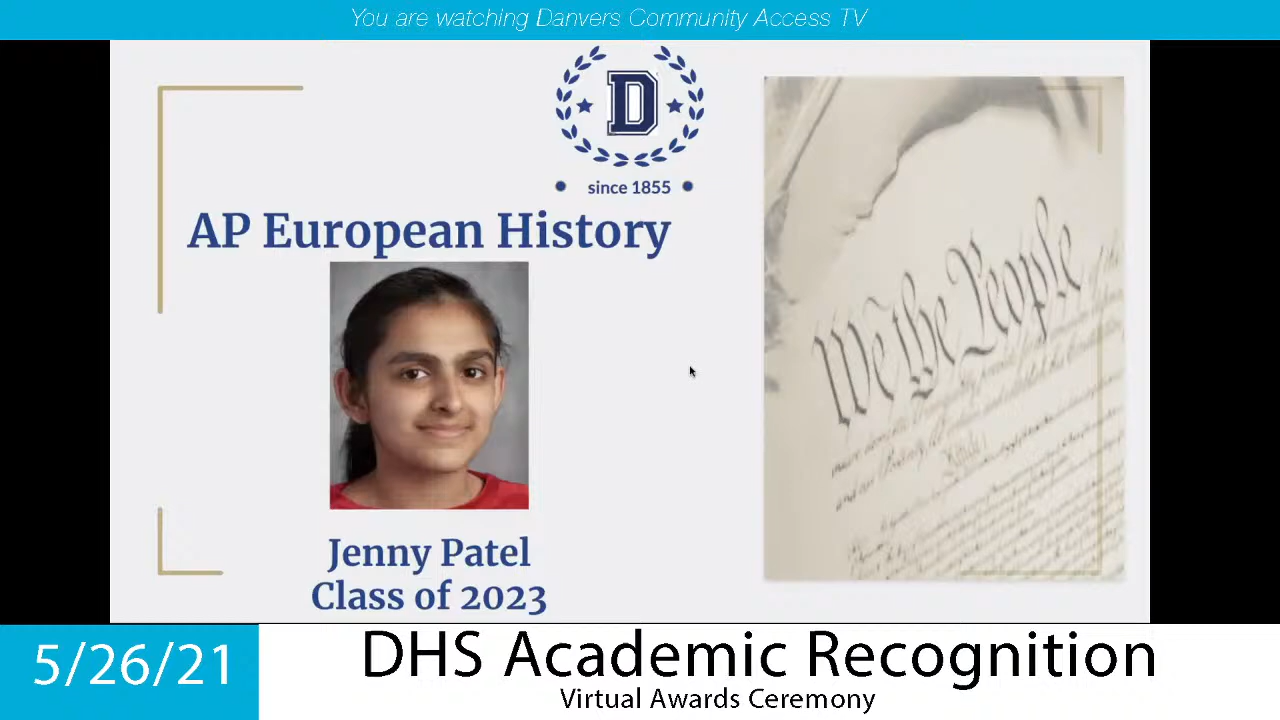 You are watching Danvers Community Access TV
D
since 1855
AP European History
We the People
Jenny Patel
Class of 2023
5/26/21
DHS Academic Recognition
Virtual Awards Ceremony